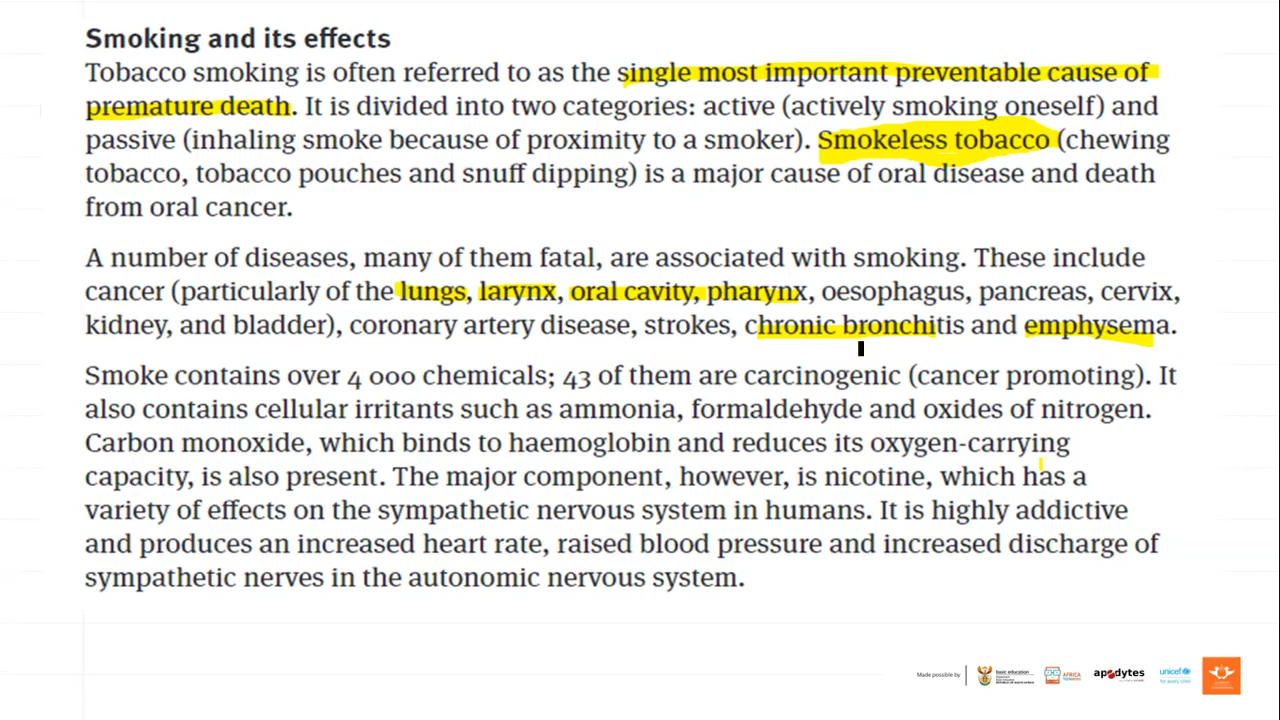 Smoking and its effects
Tobacco smoking is often referred to as the single most important preventable cause of
premature death. It is divided into two categories: active (actively smoking oneself) and
passive (inhaling smoke because of proximity to a smoker). Smokeless tobacco (chewing
tobacco, tobacco pouches and snuff dipping) is a major cause of oral disease and death
from oral cancer.
A number of diseases, many of them fatal, are associated with smoking. These include
cancer (particularly of the lungs, larynx, oral cavity, pharynx, oesophagus, pancreas, cervix,
kidney, and bladder), coronary artery disease, strokes, chronic bronchitis and emphysema.
Smoke contains over 4 000 chemicals; 43 of them are carcinogenic (cancer promoting). It
also contains cellular irritants such as ammonia, formaldehyde and oxides of nitrogen.
Carbon monoxide, which binds to haemoglobin and reduces its oxygen-carrying
capacity, is also present. The major component, however, is nicotine, which has a
variety of effects on the sympathetic nervous system in humans. It is highly addictive
and produces an increased heart rate, raised blood pressure and increased discharge of
sympathetic nerves in the autonomic nervous system.
Made possible by
basic education
AFRICA
apodytes
unicef
for every child